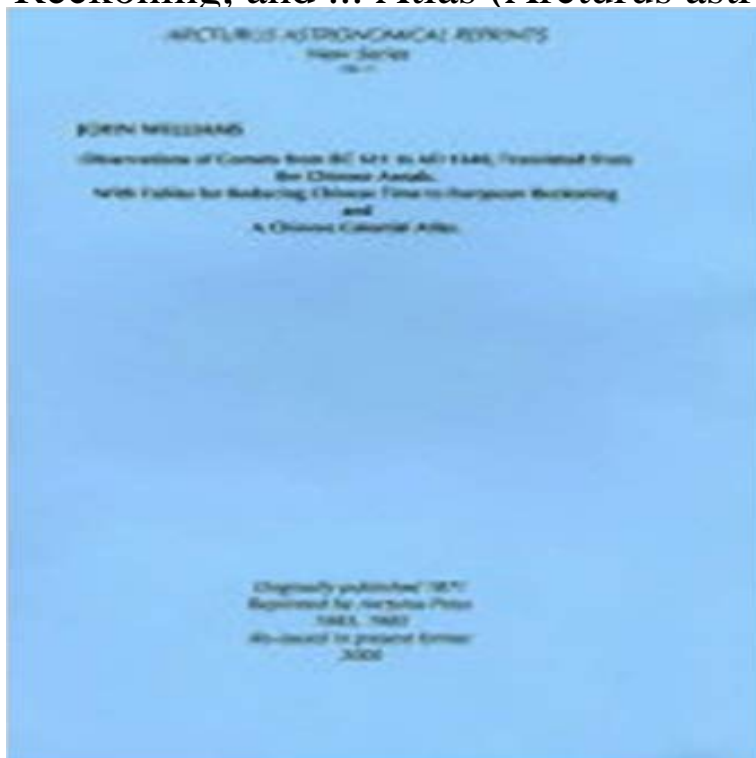 Reckoning, and ... Atlas (Arcturus astr
ARCTURUS ASTRONOMICAL REPRINTS
New Series
JOHN WILLIAMS
Observations of Comets from BC 611 to AD 1640, Translated from
the Chinese Annals.
With Tables for Reducing Chinese Time to European Reckoning
and
A Chinese Celestial Atlas.
Originally published 1871
Reprinted by Arcturus Press
Re-issued in present format